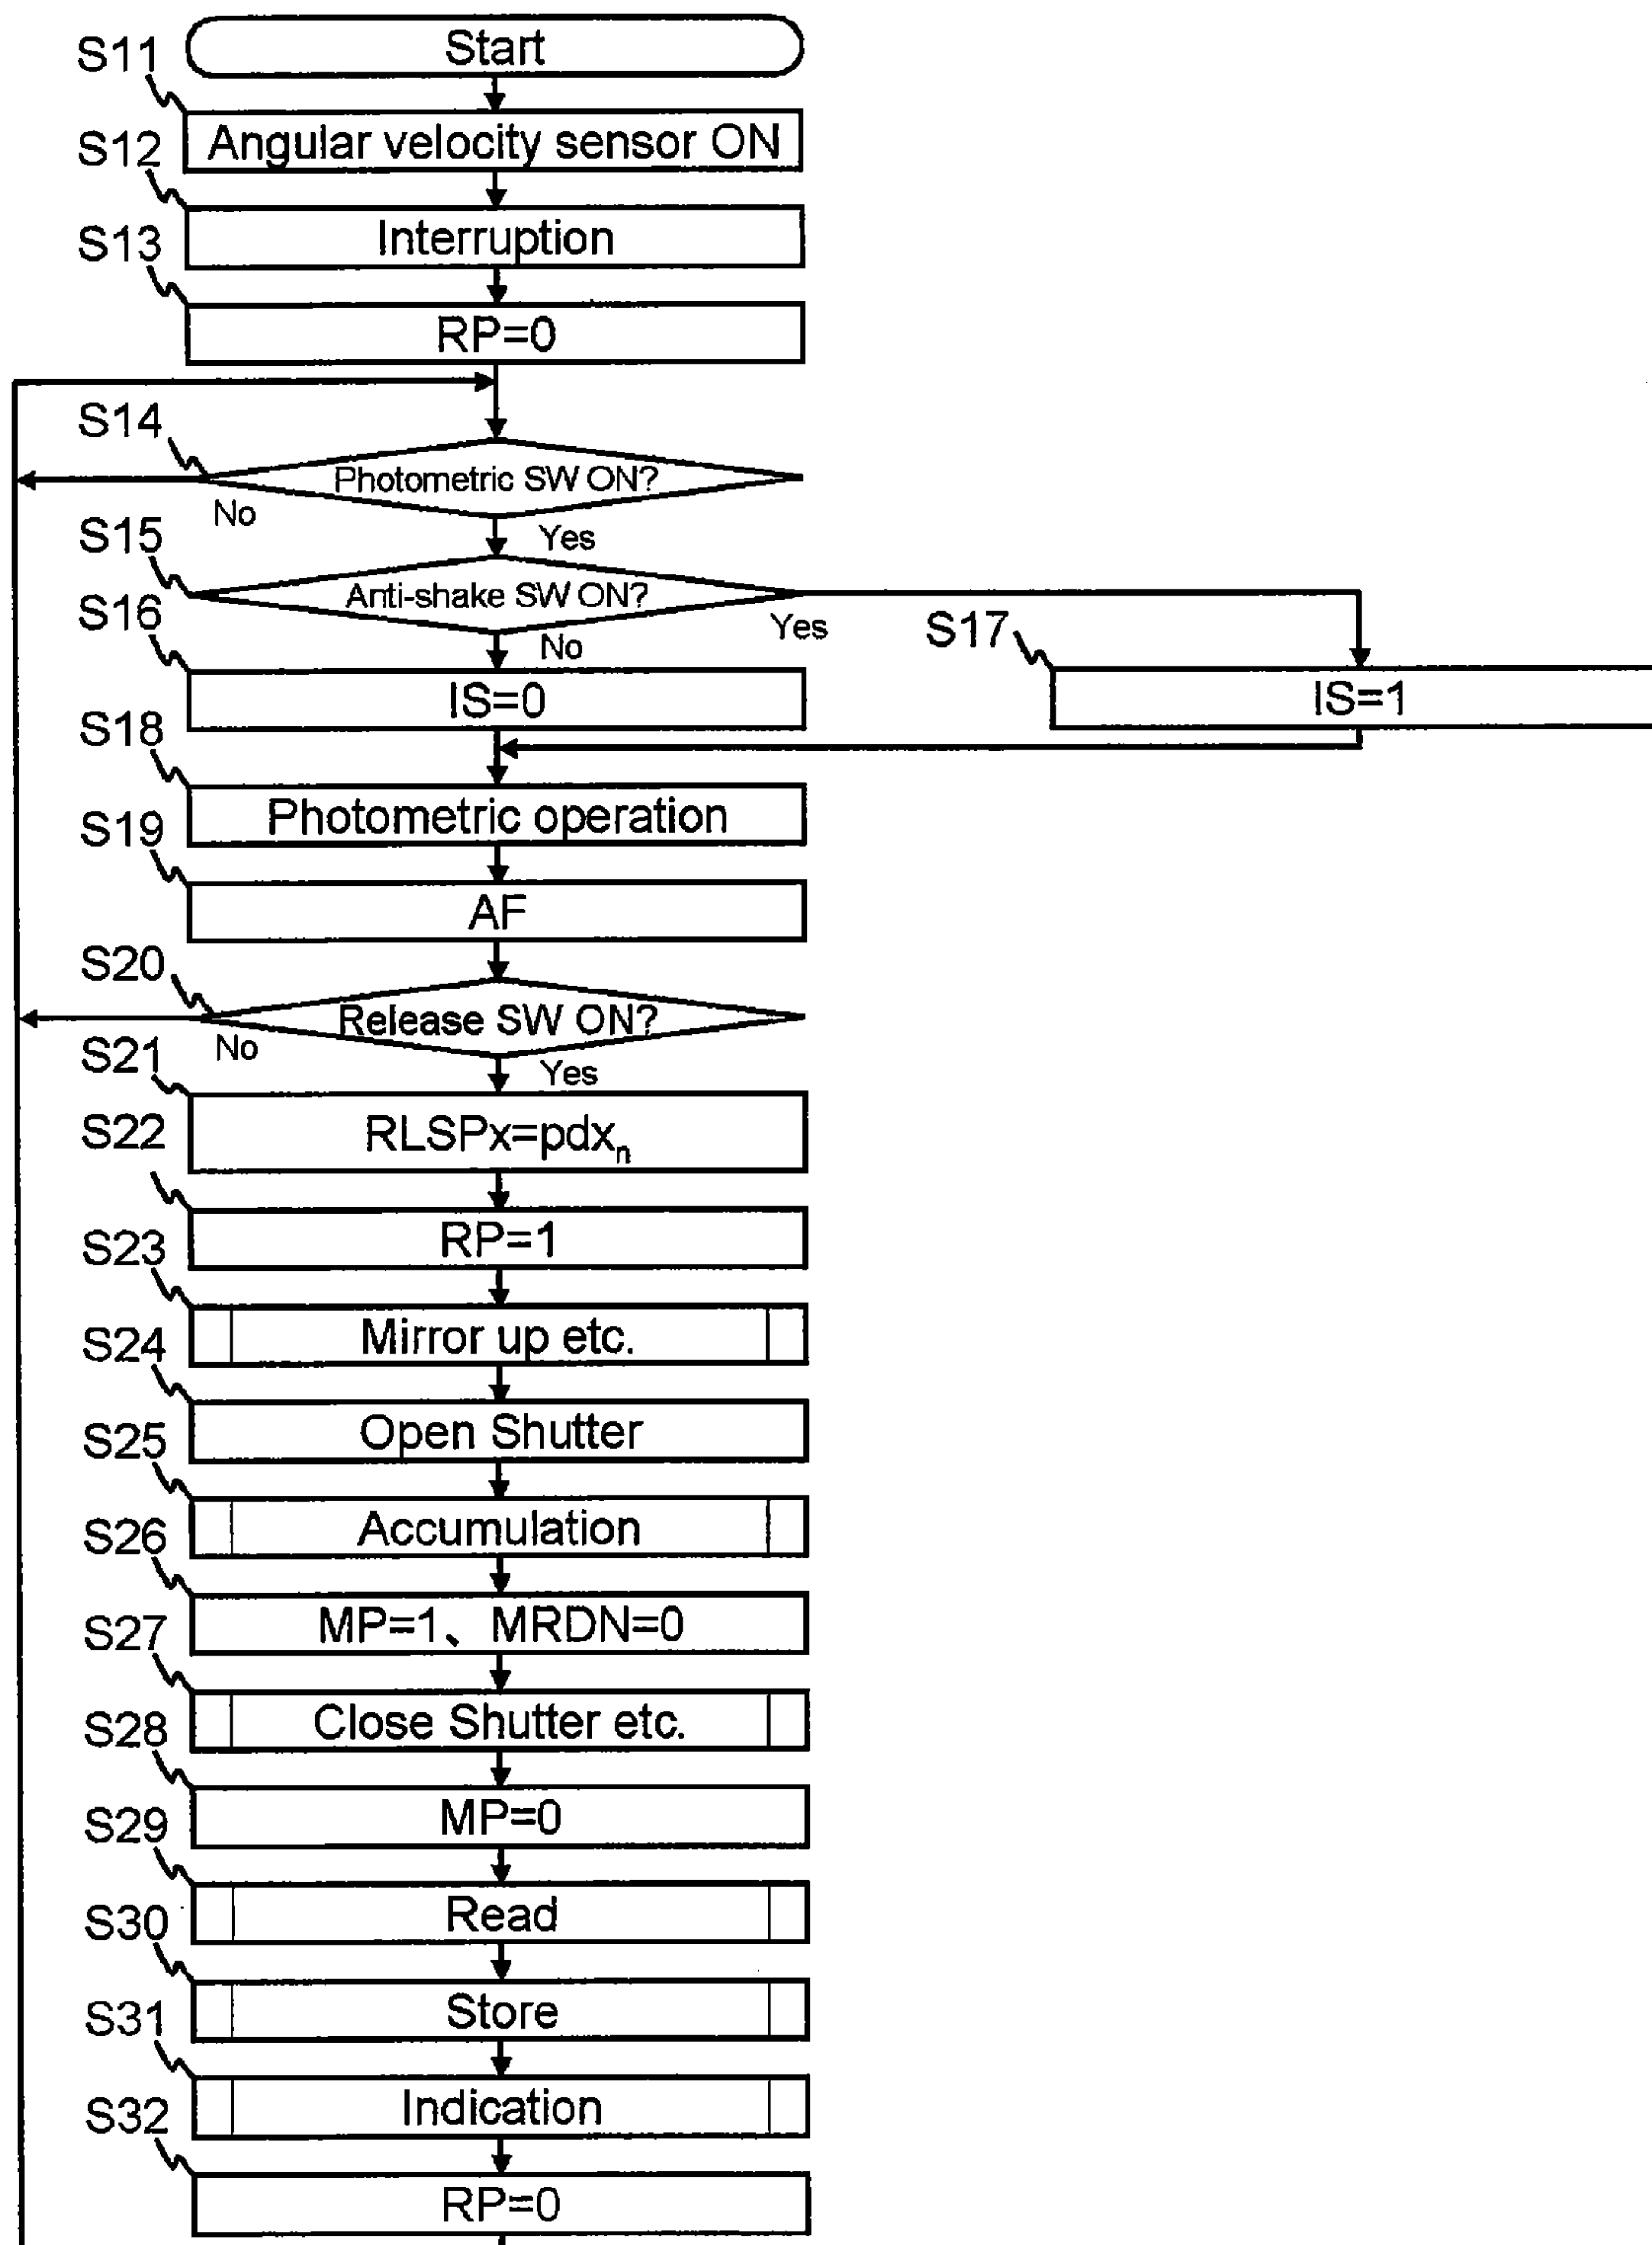 Start
S11
Angular velocity sensor ON
S12
Interruption
S13
RP=0
S14
Photometric SW ON?
No
Yes
S15
Anti-shake SW ON?
Yes
No
S16
IS=0
S17
IS=1
S18
Photometric operation
S19
AF
S20
Release SW ON?
No
Yes
S21
RLSPx=pdxₙ
S22
RP=1
S23
Mirror up etc.
S24
Open Shutter
S25
Accumulation
S26
MP=1、MRDN=0
S27
Close Shutter etc.
S28
MP=0
S29
Read
S30
Store
S31
Indication
S32
RP=0